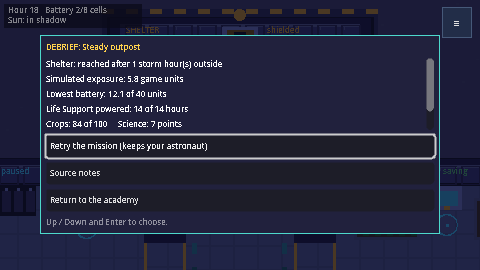 Hour 18 Battery 2/8 cells
Sun: in shadow
SHELTER
shielded
≡
DEBRIEF: Steady outpost
Shelter: reached after 1 storm hour(s) outside
Simulated exposure: 5.8 game units
Lowest battery: 12.1 of 40 units
Life Support powered: 14 of 14 hours
Crops: 84 of 100 Science: 7 points
Retry the mission (keeps your astronaut)
paused
Source notes
saving
Return to the academy
Up / Down and Enter to choose.